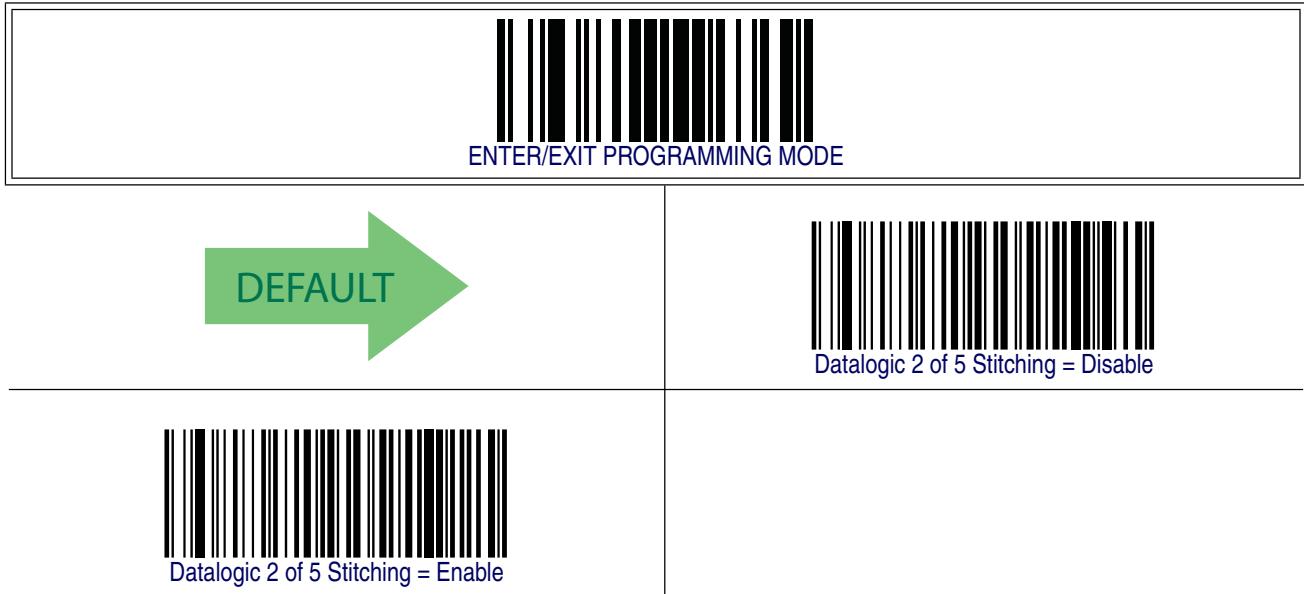 ENTER/EXIT PROGRAMMING MODE
DEFAULT
Datalogic 2 of 5 Stitching = Disable
Datalogic 2 of 5 Stitching = Enable